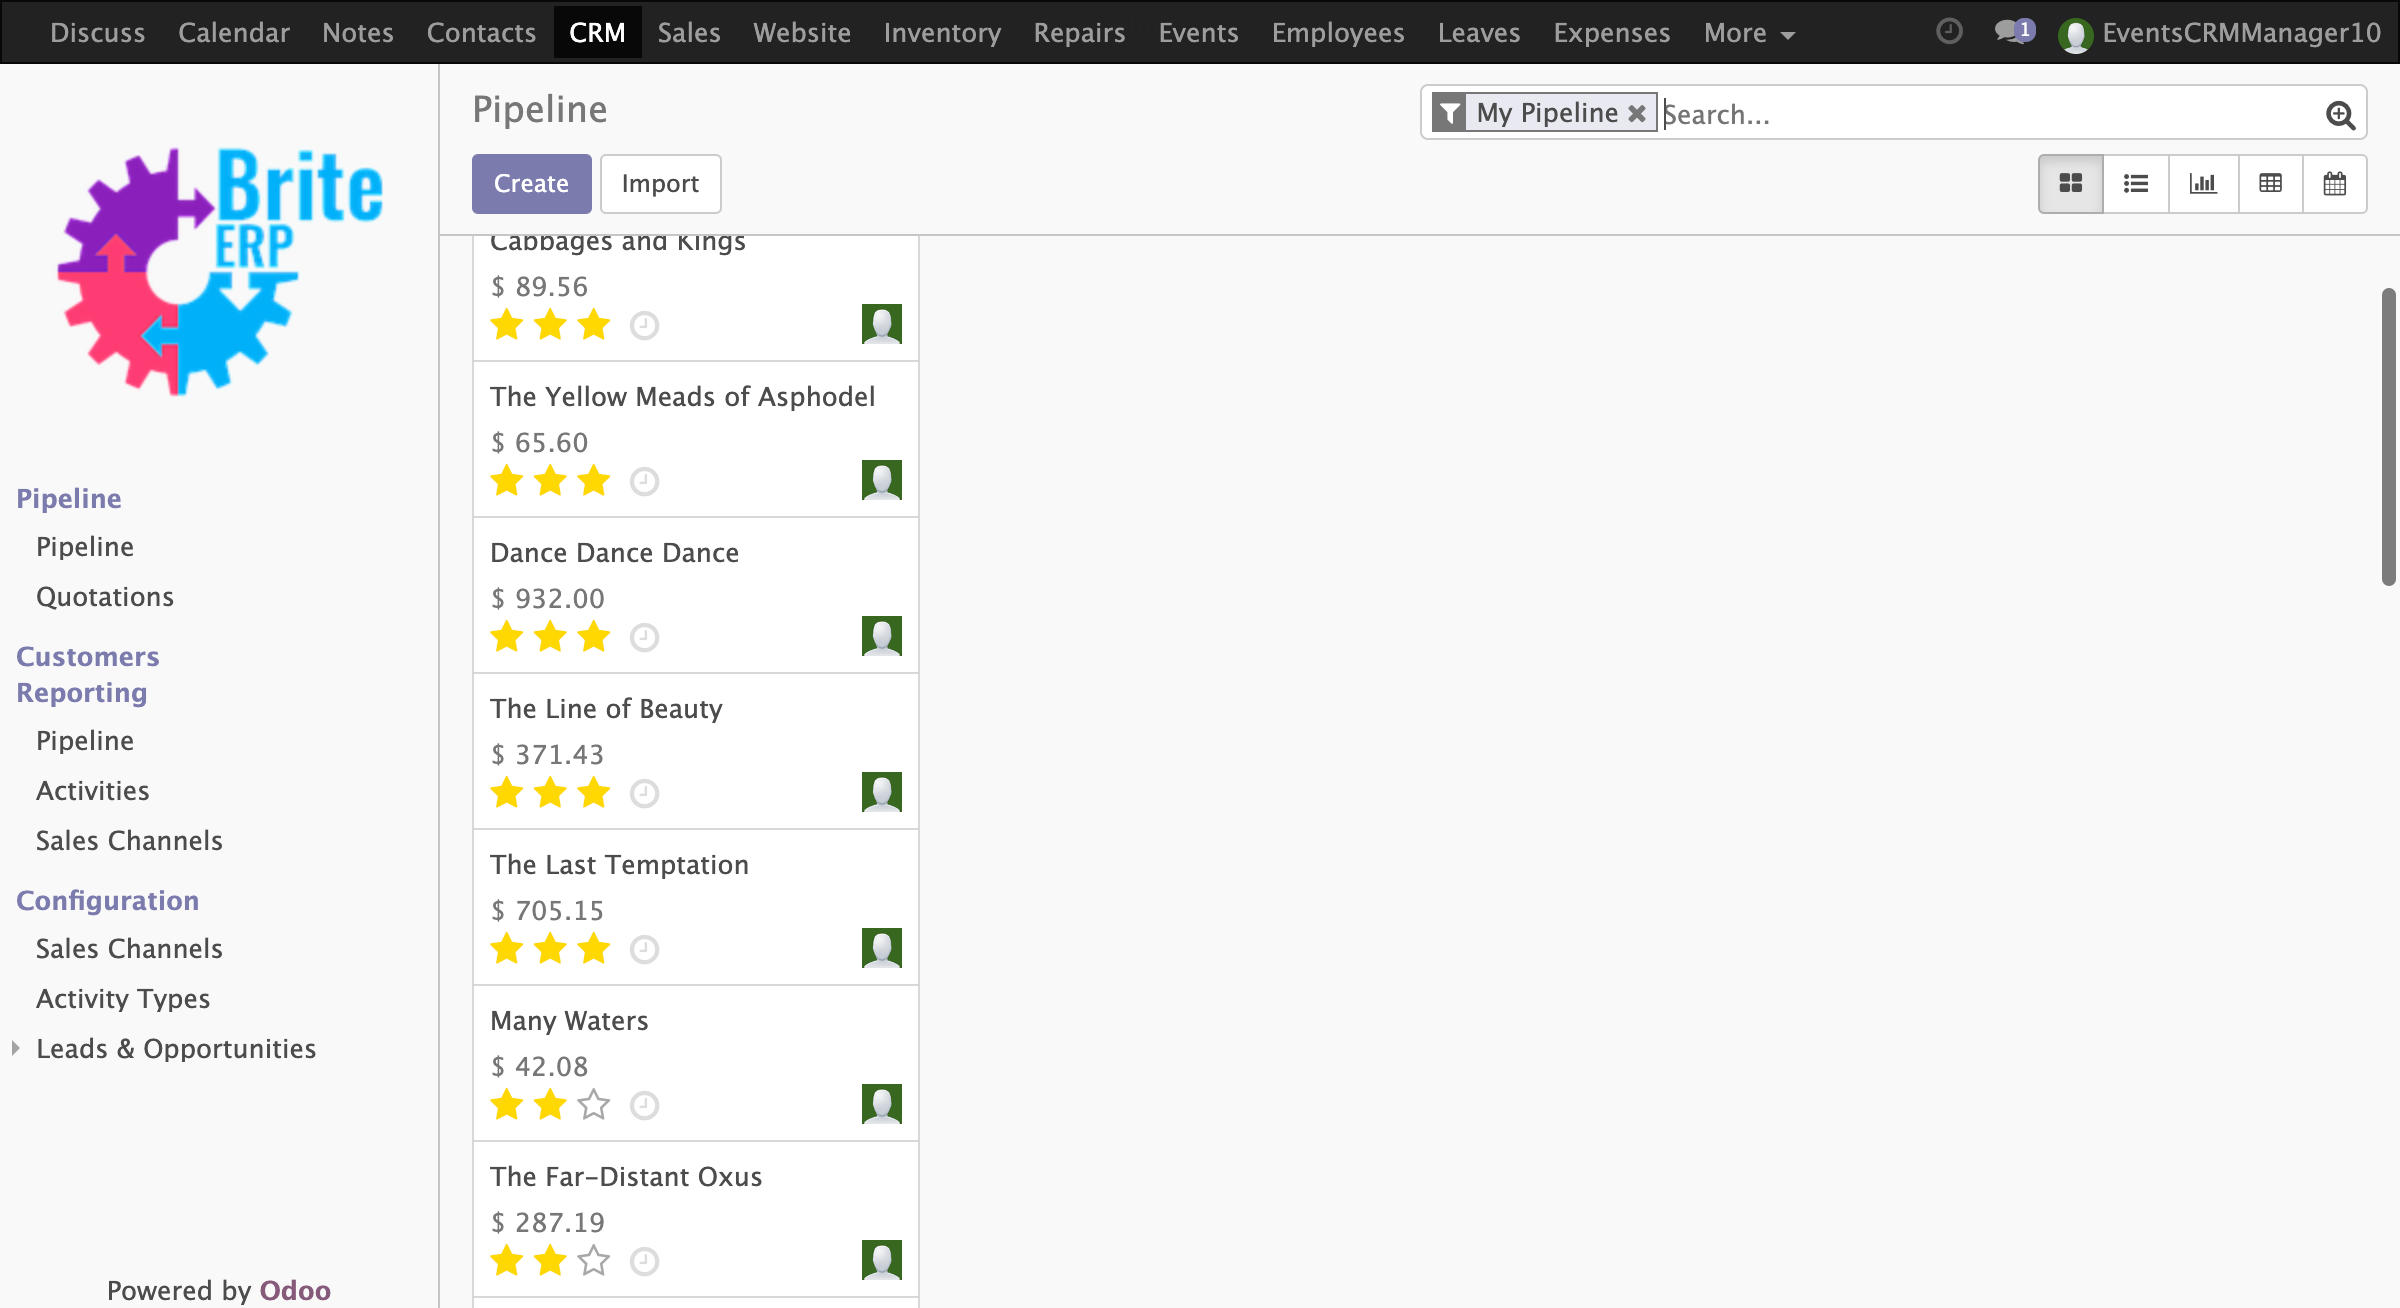 Discuss Calendar Notes Contacts CRM Sales Website Inventory Repairs Events Employees Leaves Expenses More 1 EventsCRMManager10
Brite
ERP
Pipeline
Pipeline
Quotations
Customers
Reporting
Pipeline
Activities
Sales Channels
Configuration
Sales Channels
Activity Types
Leads & Opportunities
Powered by Odoo
Pipeline
My Pipeline Search...
Create Import
Cabbages and Kings
$ 89.56
The Yellow Meads of Asphodel
$ 65.60
Dance Dance Dance
$ 932.00
The Line of Beauty
$ 371.43
The Last Temptation
$ 705.15
Many Waters
$ 42.08
The Far-Distant Oxus
$ 287.19